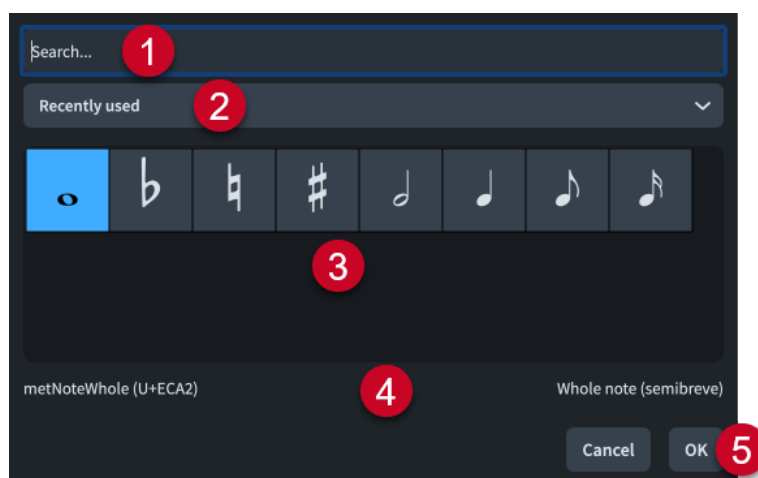 Search... 1
Recently used 2
3
metNoteWhole (U+ECA2) 4 Whole note (semibreve)
Cancel OK 5